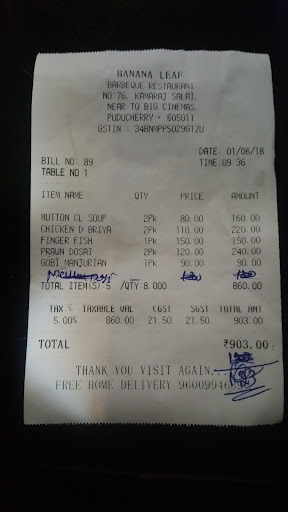 BANANA LEAF
BARBEQUE RESTAURANT
NO 76, KAMARAJ SALAI,
NEAR TO BIG CINEMAS,
PUDUCHERRY - 605011
GSTIN : 34BNMPP5029G1ZU
DATE: 01/06/18
BILL NO: 89 TIME:09:36
TABLE NO 1
ITEM NAME QTY PRICE AMOUNT
MUTTON CL SOUP 2Pk 80.00 160.00
CHICKEN D BRIYA 2Pk 110.00 220.00
FINGER FISH 1Pk 150.00 150.00
PRAWN DOSAI 2Pk 120.00 240.00
GOBI MANJURIAN 1Pk 90.00 90.00
TOTAL ITEM(S):5 /QTY:8.000 860.00
TAX % TAXABLE VAL CGST SGST TOTAL AMT
5.00% 860.00 21.50 21.50 903.00
TOTAL ₹903.00
THANK YOU VISIT AGAIN...
FREE HOME DELIVERY